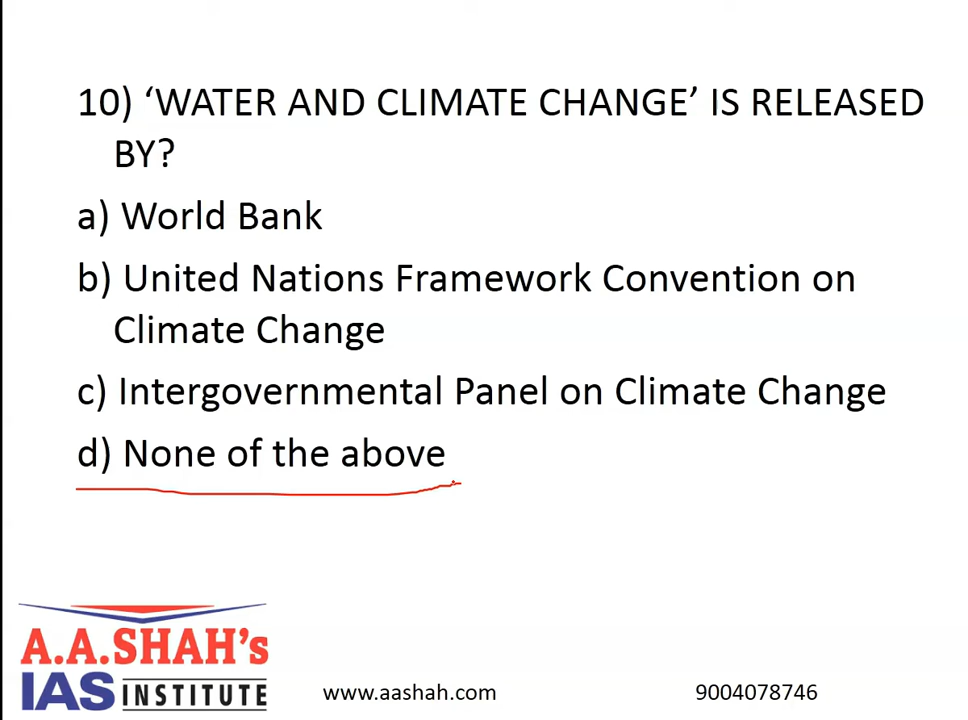 10) ‘WATER AND CLIMATE CHANGE’ IS RELEASED
BY?
a) World Bank
b) United Nations Framework Convention on
Climate Change
c) Intergovernmental Panel on Climate Change
d) None of the above
A.A.SHAH’s
IAS INSTITUTE
www.aashah.com
9004078746